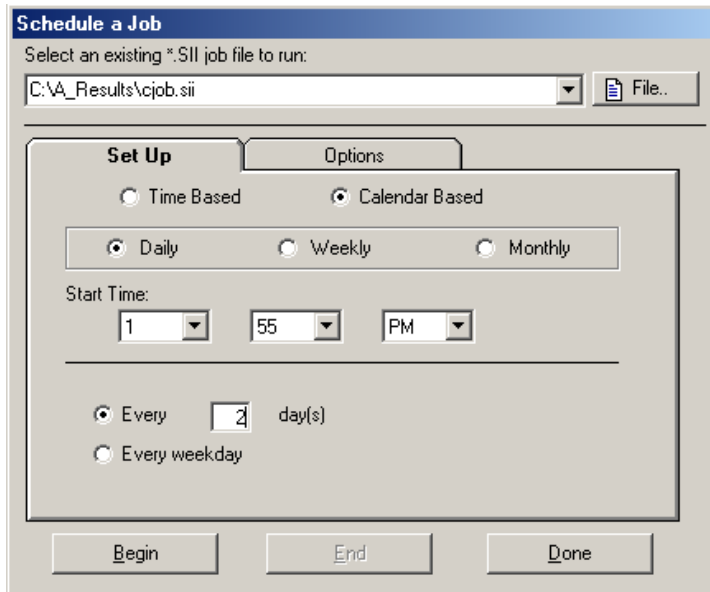 Schedule a Job
Select an existing *.SII job file to run:
C:\A_Results\cjob.sii File..
Set Up Options
Time Based Calendar Based
Daily Weekly Monthly
Start Time:
1 55 PM
Every 2 day(s)
Every weekday
Begin End Done